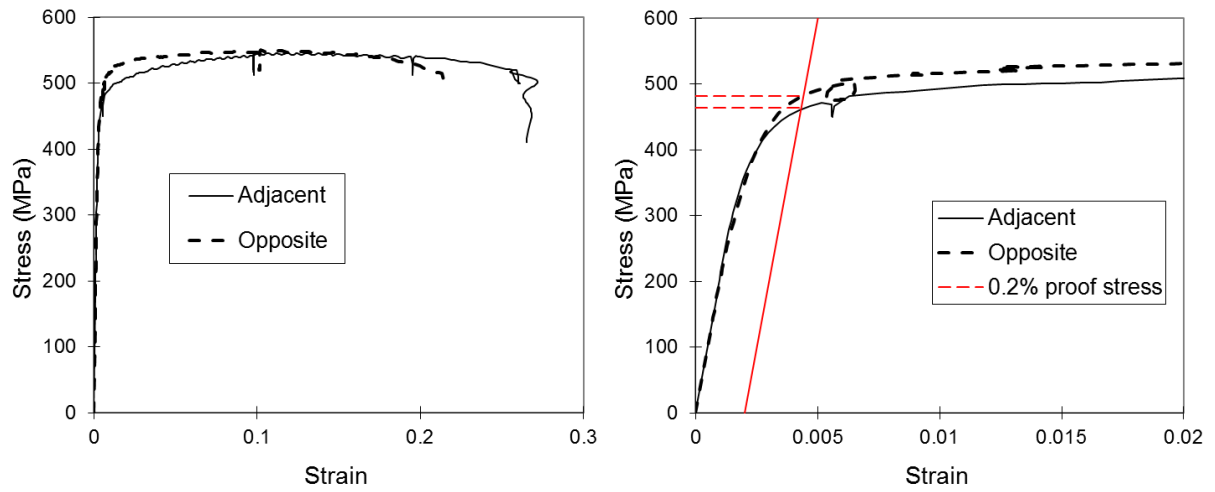 600
500
400
300
200
100
0
Stress (MPa)
Adjacent
Opposite
0 0.1 0.2 0.3
Strain
600
500
400
300
200
100
0
Stress (MPa)
Adjacent
Opposite
0.2% proof stress
0 0.005 0.01 0.015 0.02
Strain